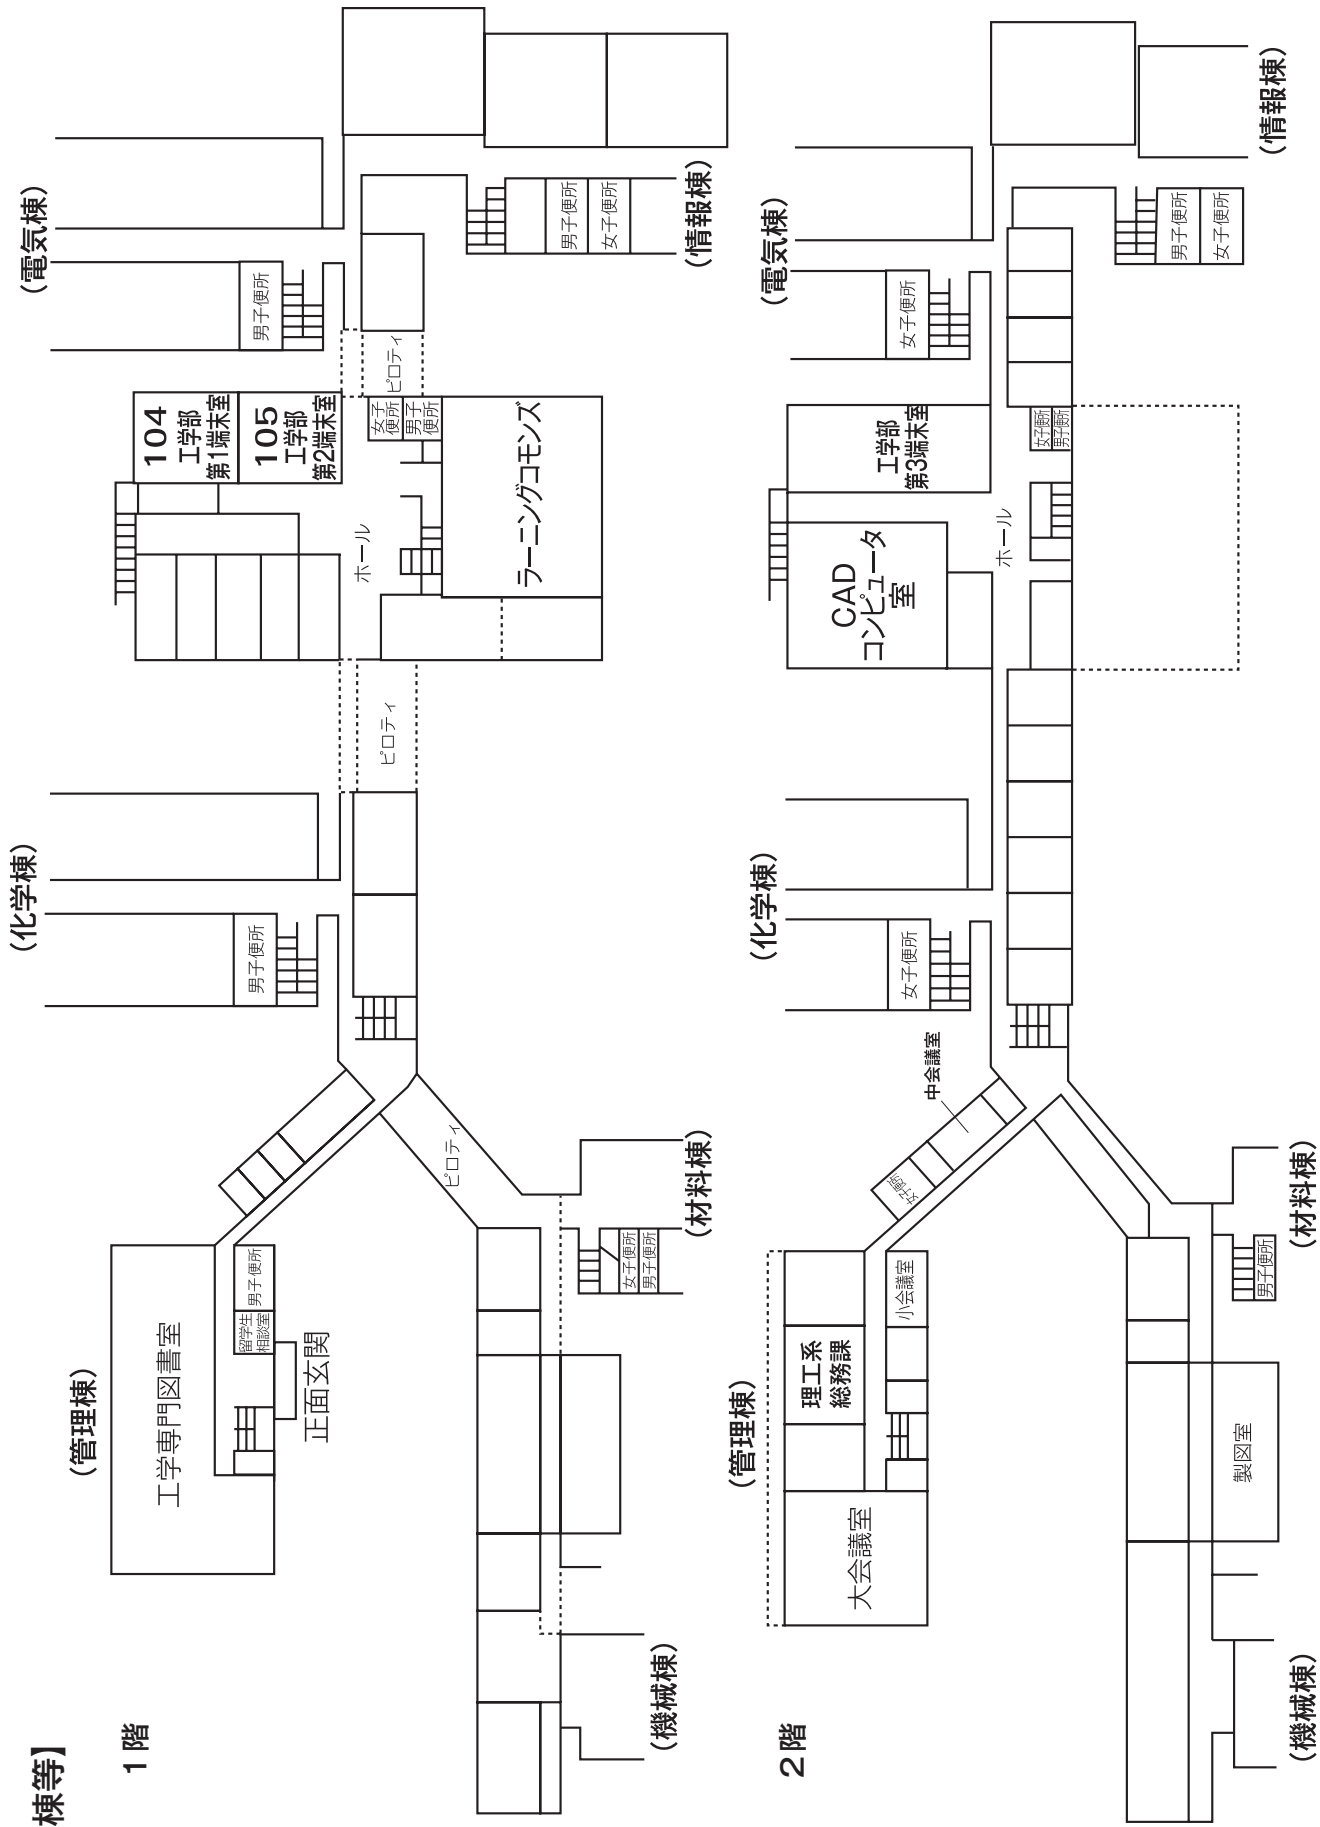 棟等】
1階
(管理棟)
工学専門図書室
男子便所
留学生
相談室
正面玄関
(化学棟)
男子便所
(電気棟)
男子便所
104
工学部
第1端末室
105
工学部
第2端末室
ホール
ピロティ
ピロティ
ピロティ
女子
便所
男子
便所
ラーニングコモンズ
男子便所
女子便所
(情報棟)
女子便所
男子便所
(材料棟)
(機械棟)
2階
(管理棟)
大会議室
理工系
総務課
小会議室
女子便所
中会議室
(化学棟)
女子便所
(電気棟)
女子便所
CAD
コンピュータ
室
工学部
第3端末室
ホール
女子便所
男子便所
男子便所
女子便所
(情報棟)
製図室
男子便所
(材料棟)
(機械棟)